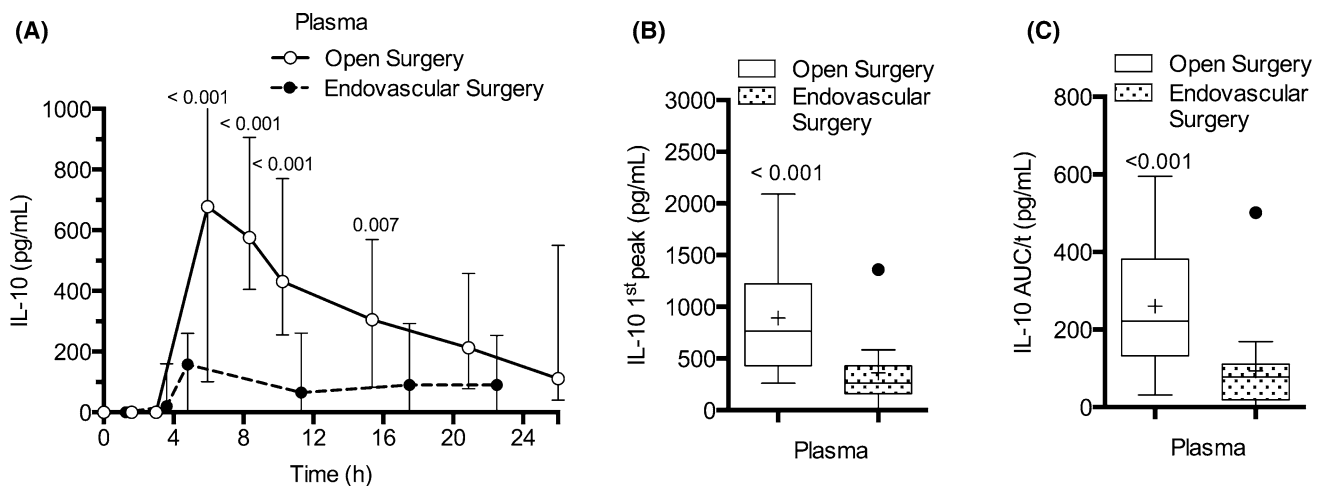 (A)
Plasma
Open Surgery
Endovascular Surgery
< 0.001
< 0.001
< 0.001
0.007
1000
800
600
400
200
0
IL-10 (pg/mL)
0 4 8 12 16 20 24
Time (h)
(B)
Open Surgery
Endovascular
Surgery
3000
2500
2000
1500
1000
500
0
< 0.001
IL-10 1st peak (pg/mL)
Plasma
(C)
Open Surgery
Endovascular
Surgery
800
600
400
200
0
<0.001
IL-10 AUC/t (pg/mL)
Plasma